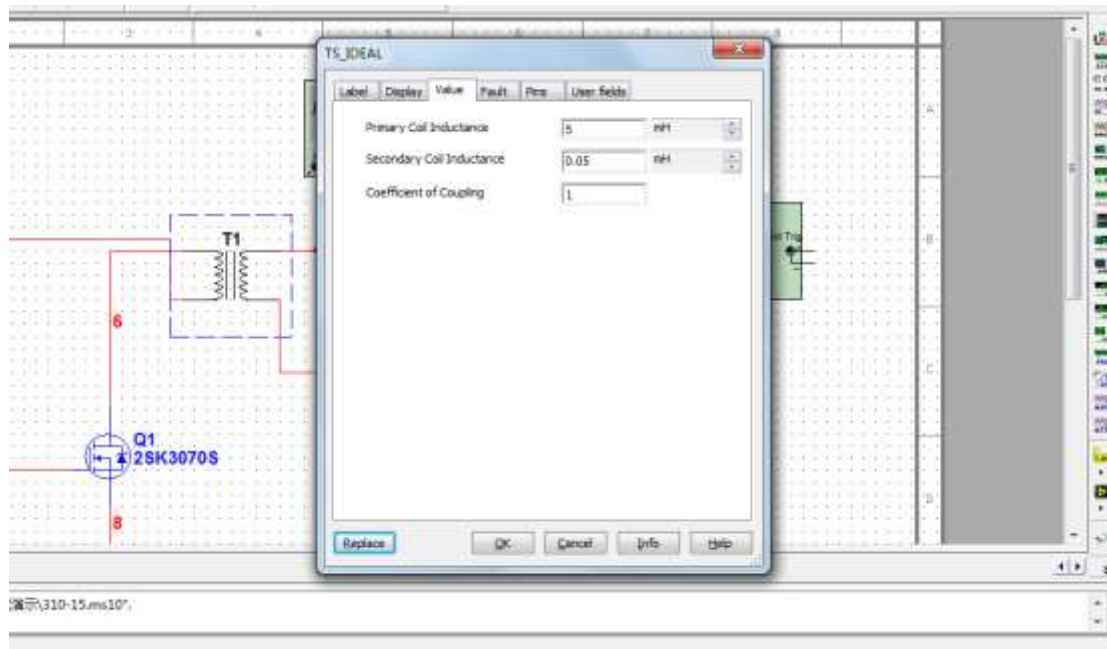 TS_IDEAL
Label Display Value Fault Pins User fields
Primary Coil Inductance 5 mH
Secondary Coil Inductance 0.05 mH
Coefficient of Coupling 1
T1
6
Q1
2SK3070S
8
A
B
C
D
Replace OK Cancel Info Help
演示\310-15.ms10".